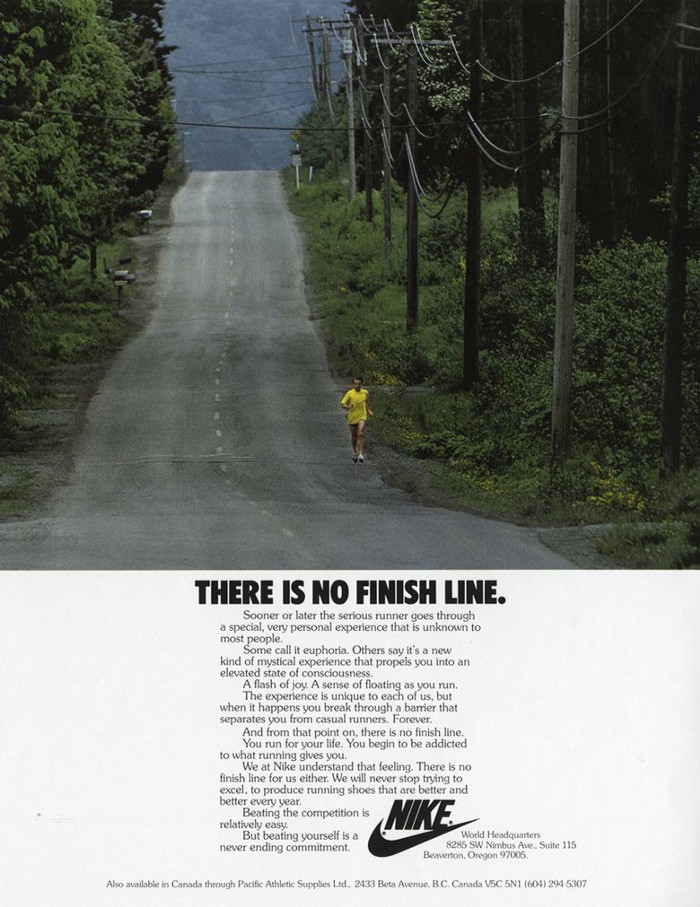 THERE IS NO FINISH LINE.
Sooner or later the serious runner goes through
a special, very personal experience that is unknown to
most people.
Some call it euphoria. Others say it's a new
kind of mystical experience that propels you into an
elevated state of consciousness.
A flash of joy. A sense of floating as you run.
The experience is unique to each of us, but
when it happens you break through a barrier that
separates you from casual runners. Forever.
And from that point on, there is no finish line.
You run for your life. You begin to be addicted
to what running gives you.
We at Nike understand that feeling. There is no
finish line for us either. We will never stop trying to
excel, to produce running shoes that are better and
better every year.
Beating the competition is
relatively easy.
But beating yourself is a
never ending commitment.
NIKE
World Headquarters
8285 SW Nimbus Ave., Suite 115
Beaverton, Oregon 97005.
Also available in Canada through Pacific Athletic Supplies Ltd., 2433 Beta Avenue, B.C. Canada V5C 5N1 (604) 294-5307